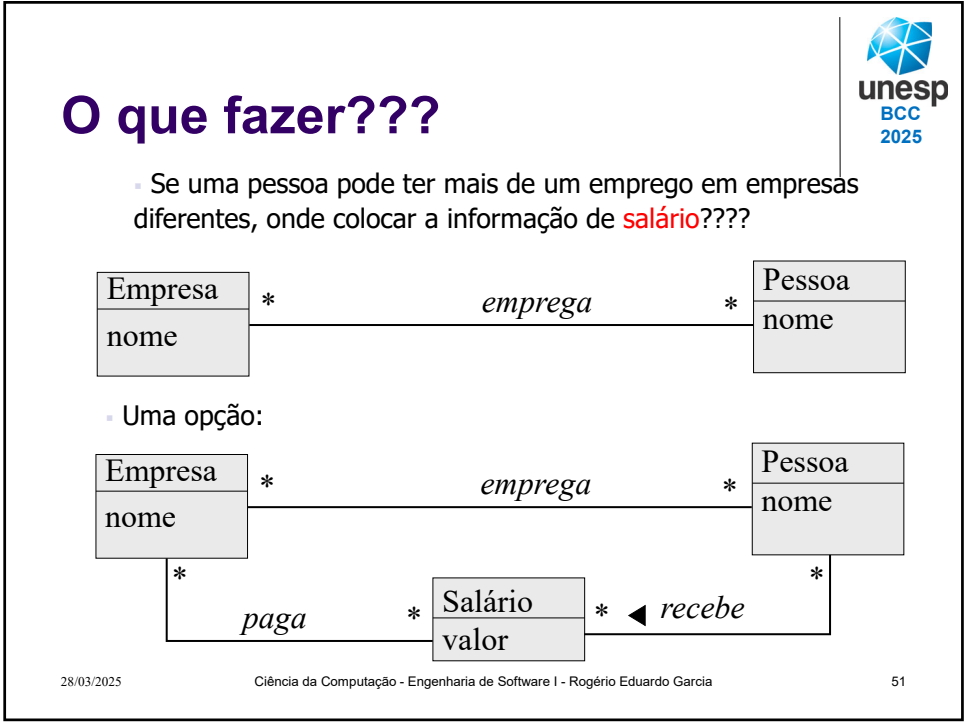 unesp
BCC
2025
O que fazer???
Se uma pessoa pode ter mais de um emprego em empresas
diferentes, onde colocar a informação de salário????
Empresa
nome
*
emprega
*
Pessoa
nome
Uma opção:
Empresa
nome
*
emprega
*
Pessoa
nome
*
paga
*
Salário
valor
*
recebe
*
28/03/2025
Ciência da Computação - Engenharia de Software I - Rogério Eduardo Garcia
51